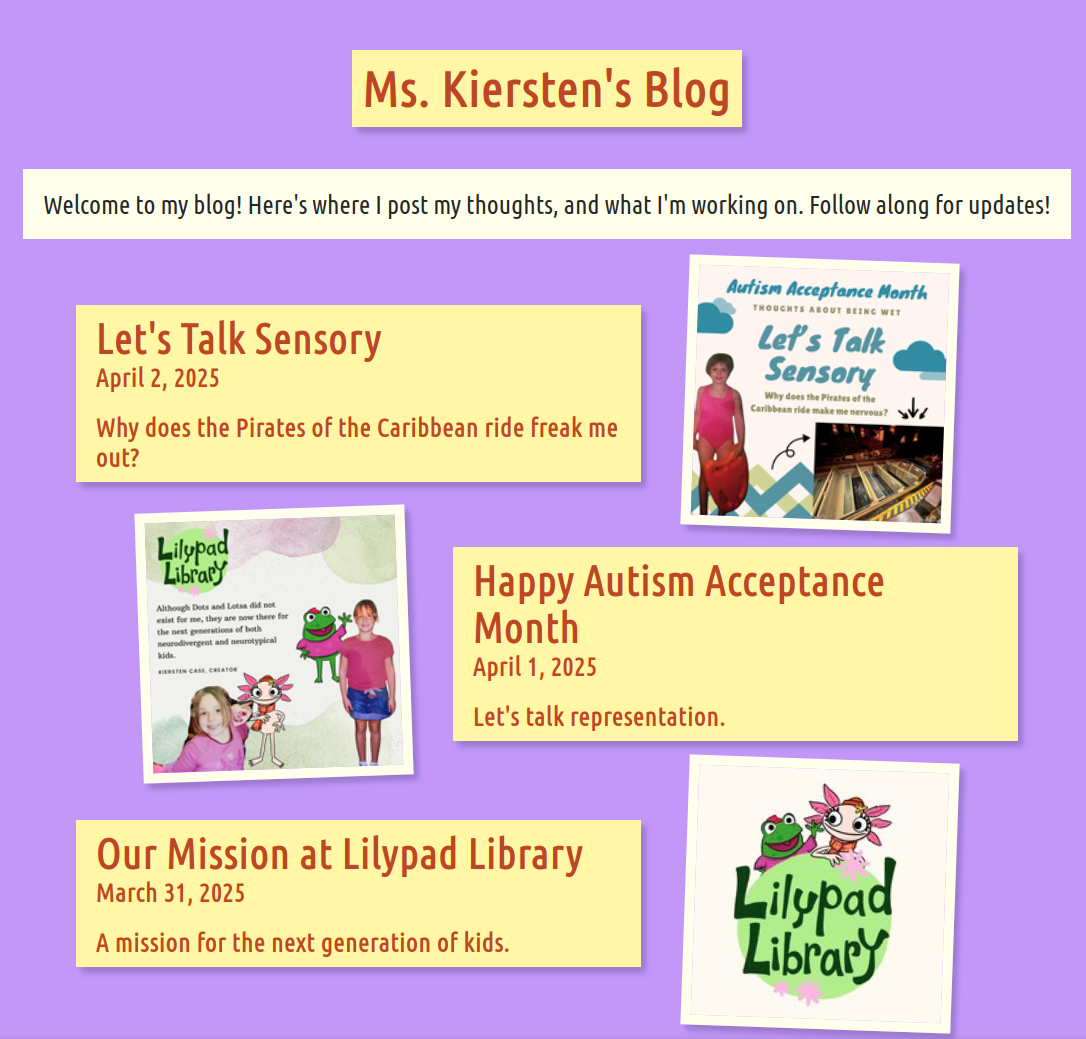 Ms. Kiersten's Blog
Welcome to my blog! Here's where I post my thoughts, and what I'm working on. Follow along for updates!
Let's Talk Sensory
April 2, 2025
Why does the Pirates of the Caribbean ride freak me
out?
Autism Acceptance Month
THOUGHTS ABOUT BEING WET
Let's Talk
Sensory
Why does the Pirates of the
Caribbean ride make me nervous?
Lilypad
Library
Although Dots and Lotsa did not
exist for me, they are now there for
the next generations of both
neurodivergent and neurotypical
kids.
KIERSTEN CASE, CREATOR
Happy Autism Acceptance
Month
April 1, 2025
Let's talk representation.
Our Mission at Lilypad Library
March 31, 2025
A mission for the next generation of kids.
Lilypad
Library